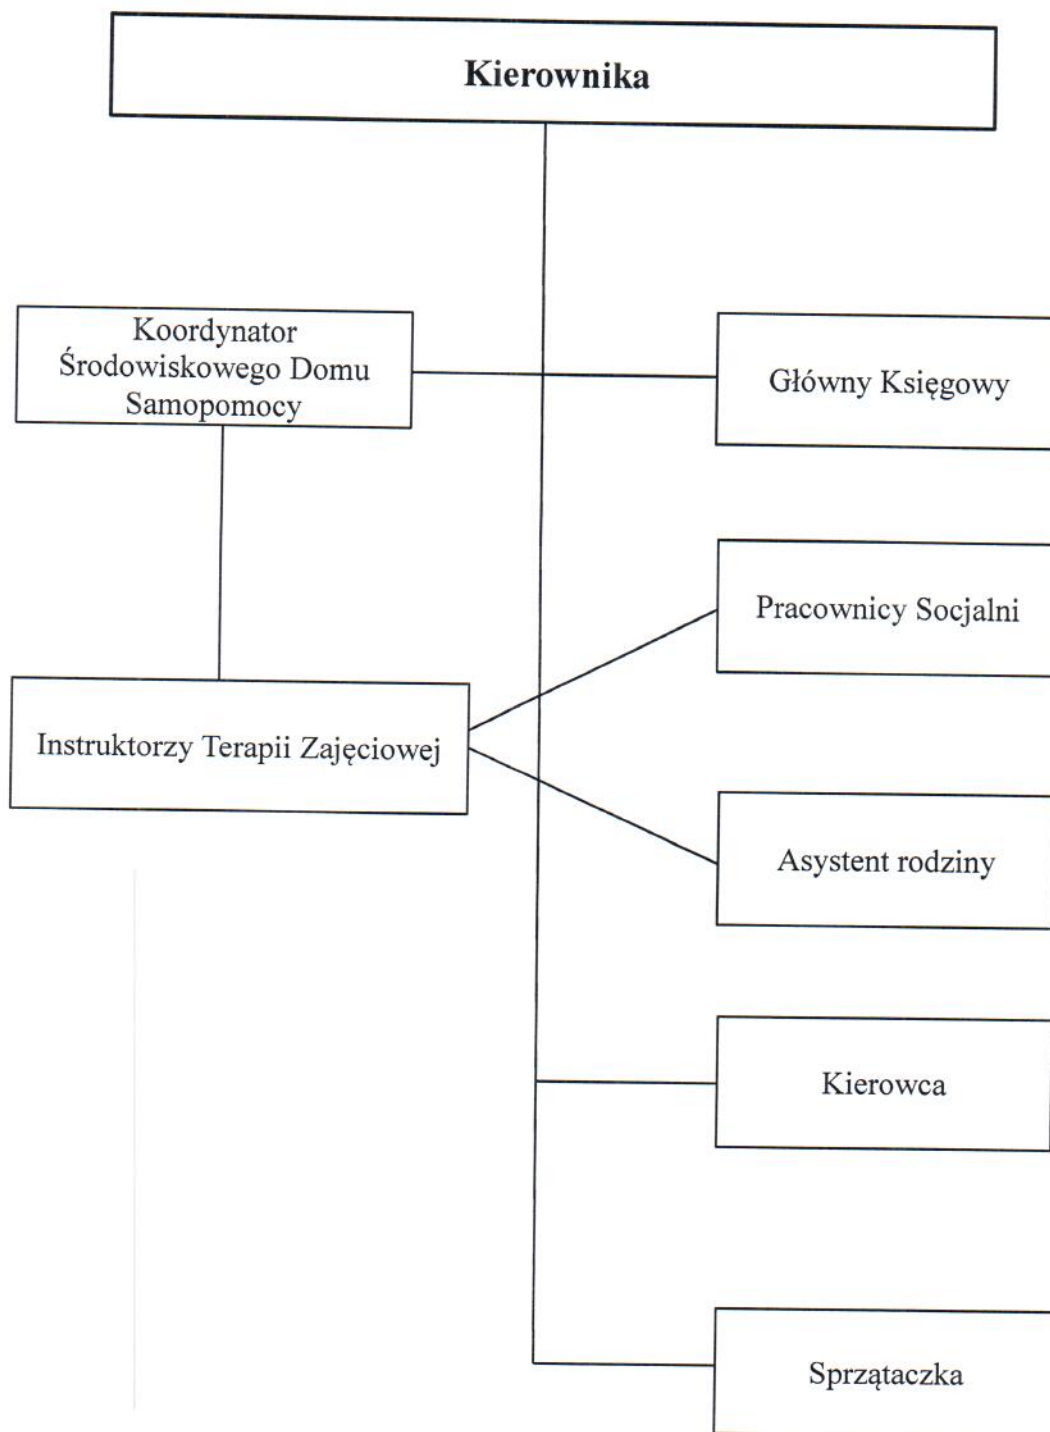 Kierownika
Koordynator
Środowiskowego Domu
Samopomocy
Główny Księgowy
Pracownicy Socjalni
Instruktorzy Terapii Zajęciowej
Asystent rodziny
Kierowca
Sprzątaczka